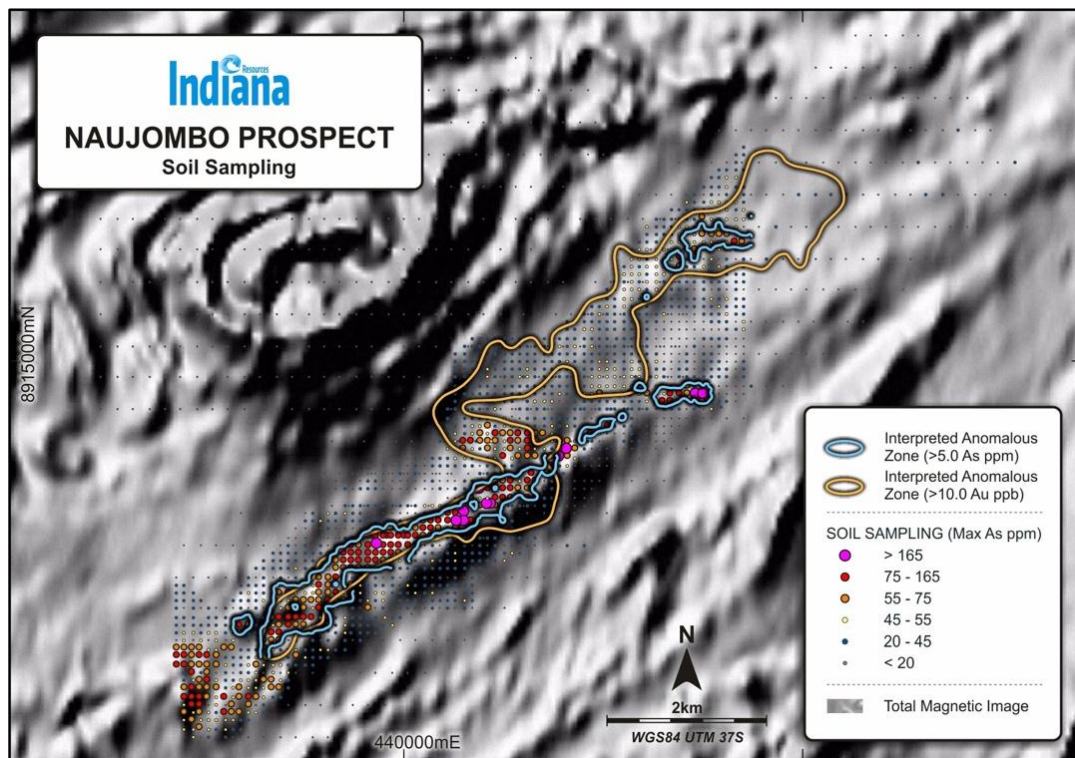 Indiana
Resources
NAUJOMBO PROSPECT
Soil Sampling
8915000mN
440000mE
N
2km
WGS84 UTM 37S
Interpreted Anomalous
Zone (>5.0 As ppm)
Interpreted Anomalous
Zone (>10.0 Au ppb)
SOIL SAMPLING (Max As ppm)
> 165
75 - 165
55 - 75
45 - 55
20 - 45
< 20
Total Magnetic Image